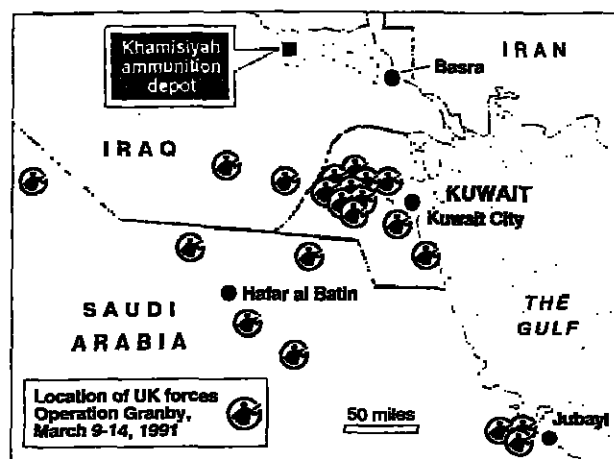 Khamisiyah
ammunition
depot
IRAN
Basra
IRAQ
KUWAIT
Kuwait City
SAUDI
ARABIA
Hafar al Batin
THE
GULF
Location of UK forces
Operation Granby,
March 9-14, 1991
50 miles
Jubayl